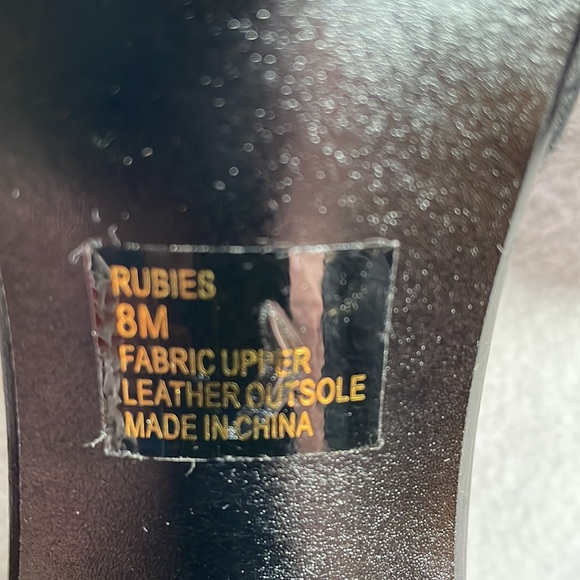 RUBIES
8M
FABRIC UPPER
LEATHER OUTSOLE
MADE IN CHINA